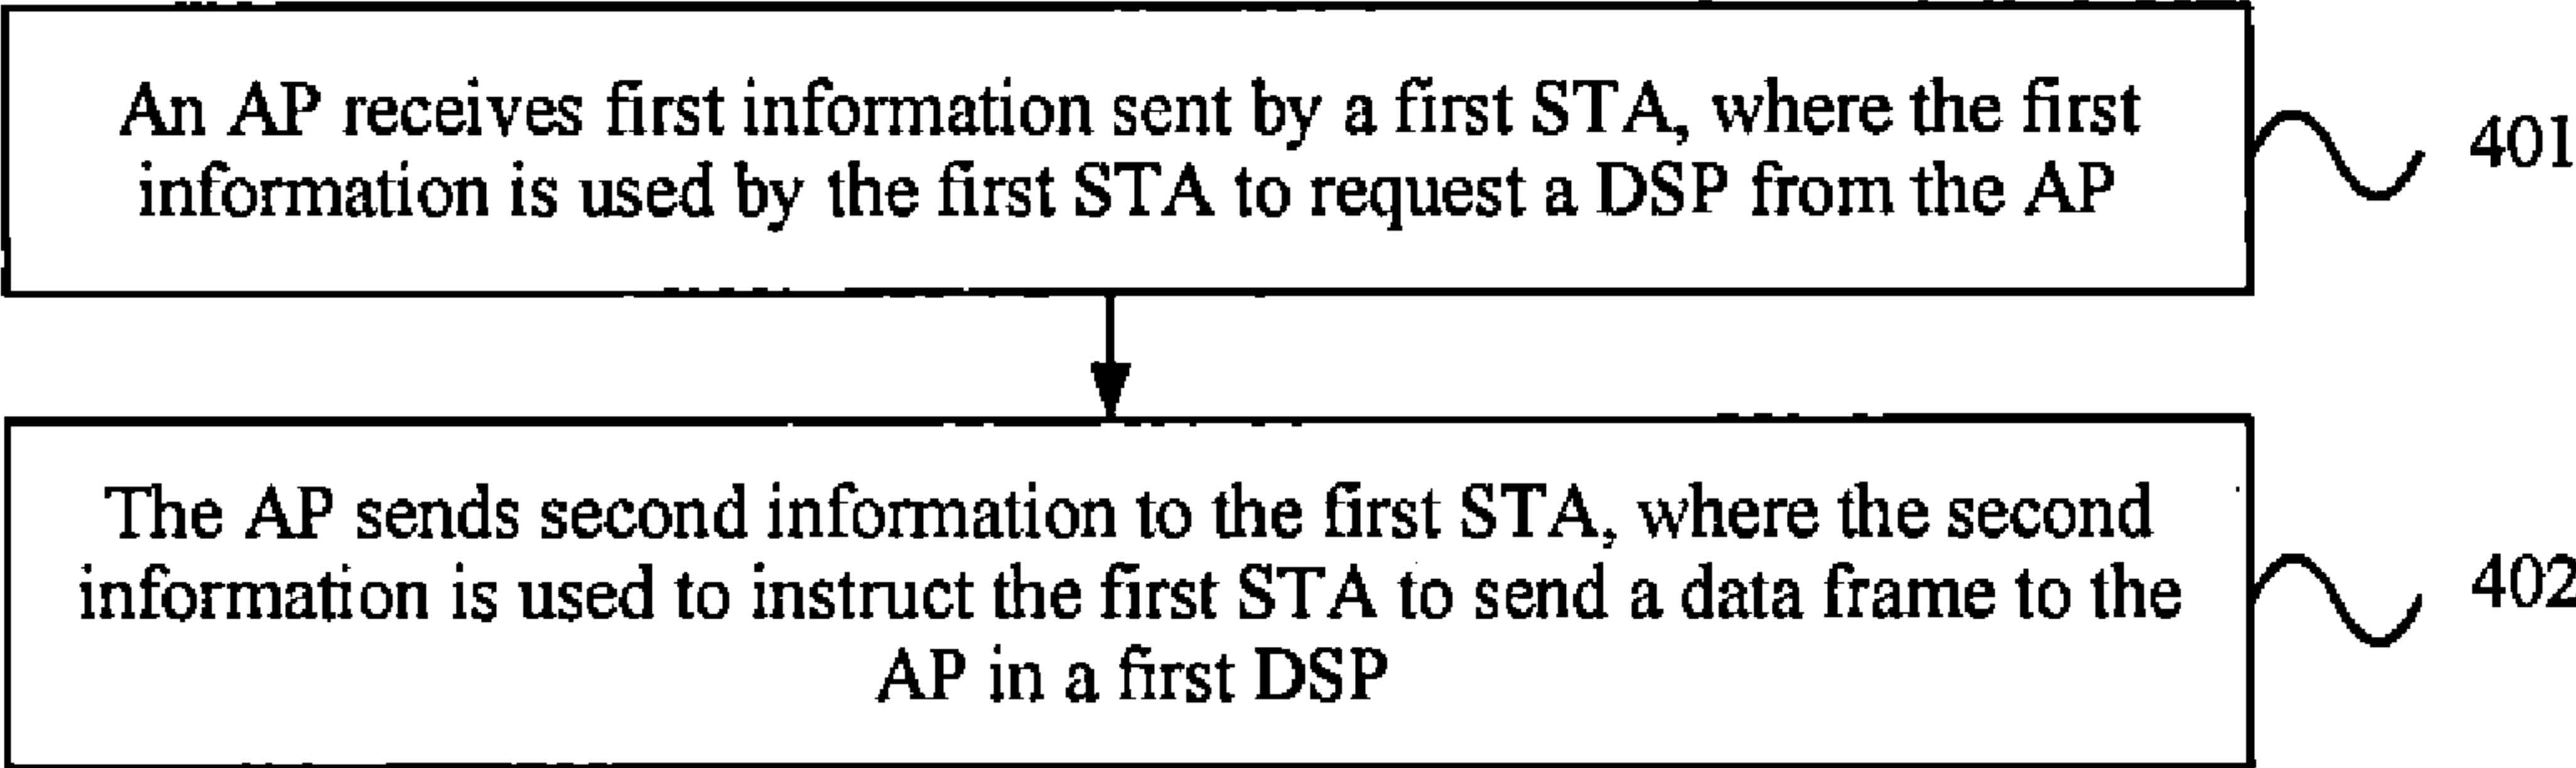 An AP receives first information sent by a first STA, where the first
information is used by the first STA to request a DSP from the AP
401
The AP sends second information to the first STA, where the second
information is used to instruct the first STA to send a data frame to the
AP in a first DSP
402